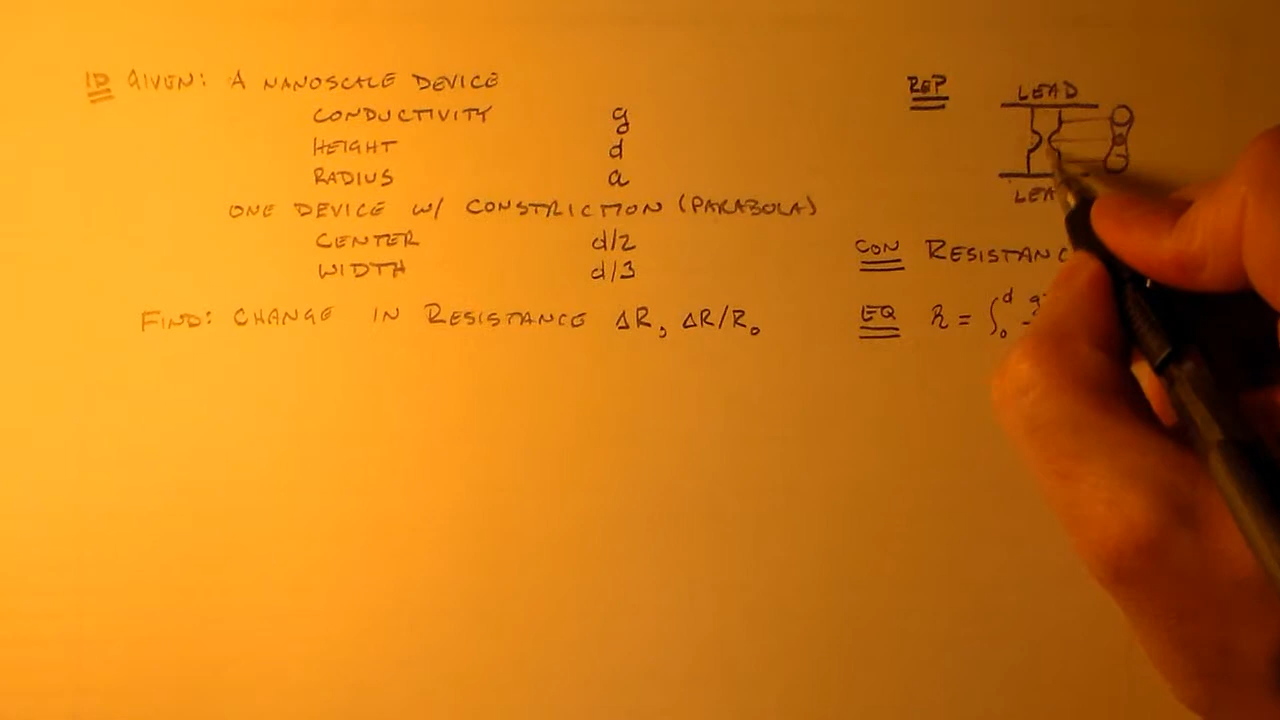 ID GIVEN: A NANOSCALE DEVICE
CONDUCTIVITY g
HEIGHT d
RADIUS a
ONE DEVICE W/ CONSTRICTION (PARABOLA)
CENTER d/2
WIDTH d/3
FIND: CHANGE IN RESISTANCE ΔR, ΔR/R₀
REP LEAD
LEA
CON RESISTANC
EQ R = ∫₀ᵈ